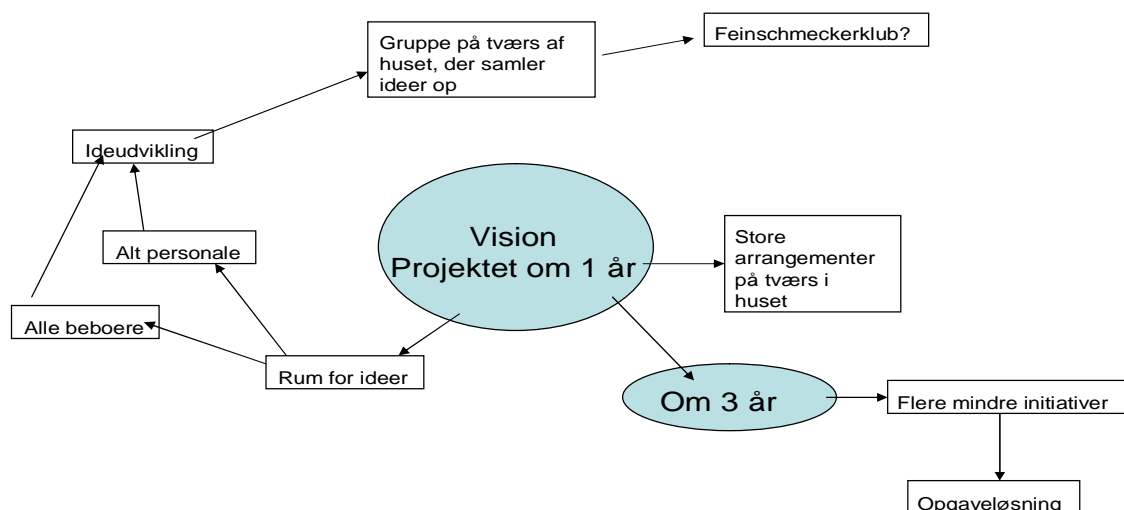 Gruppe på tværs af
huset, der samler
ideer op
Feinschmeckerklub?
Ideudvikling
Vision
Projektet om 1 år
Store
arrangementer
på tværs i
huset
Alt personale
Alle beboere
Rum for ideer
Om 3 år
Flere mindre initiativer
Opgaveløsning